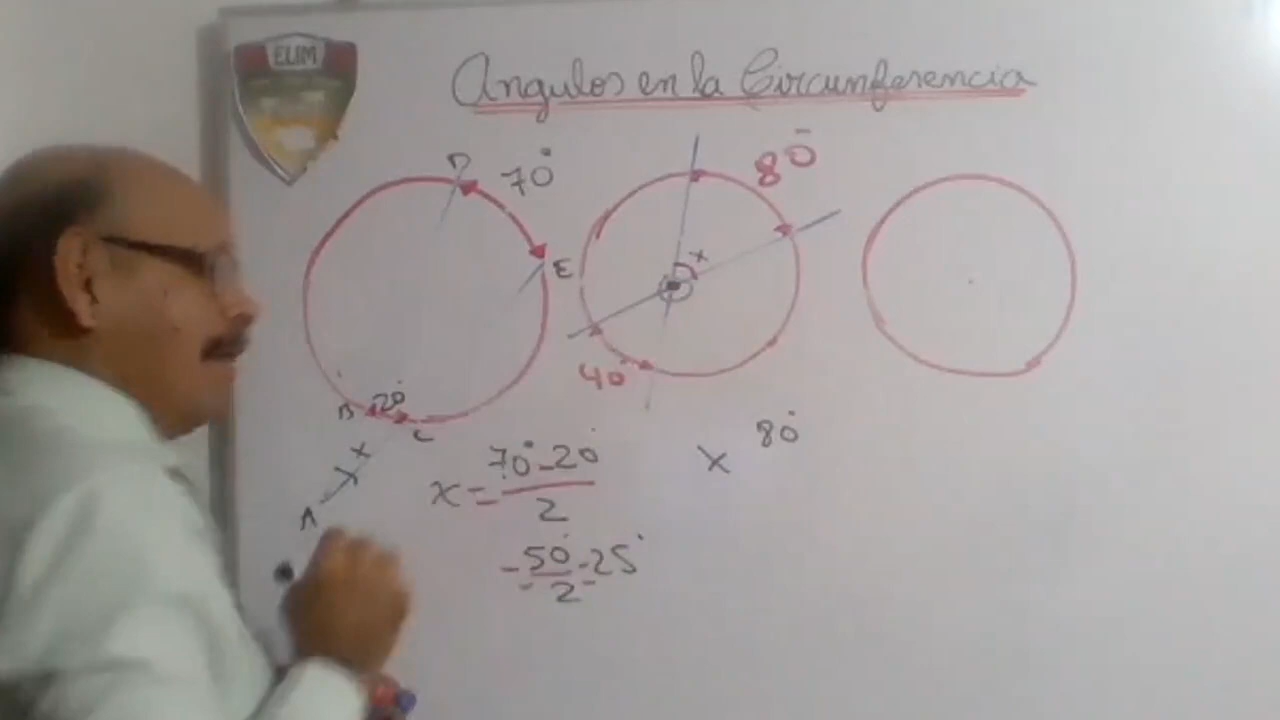 ELIM
Angulos en la Circunferencia
D
70°
E
B
20°
C
x
A
x = 70° - 20°
2
= 50° = 25°
2
80°
x
40°
x 80°